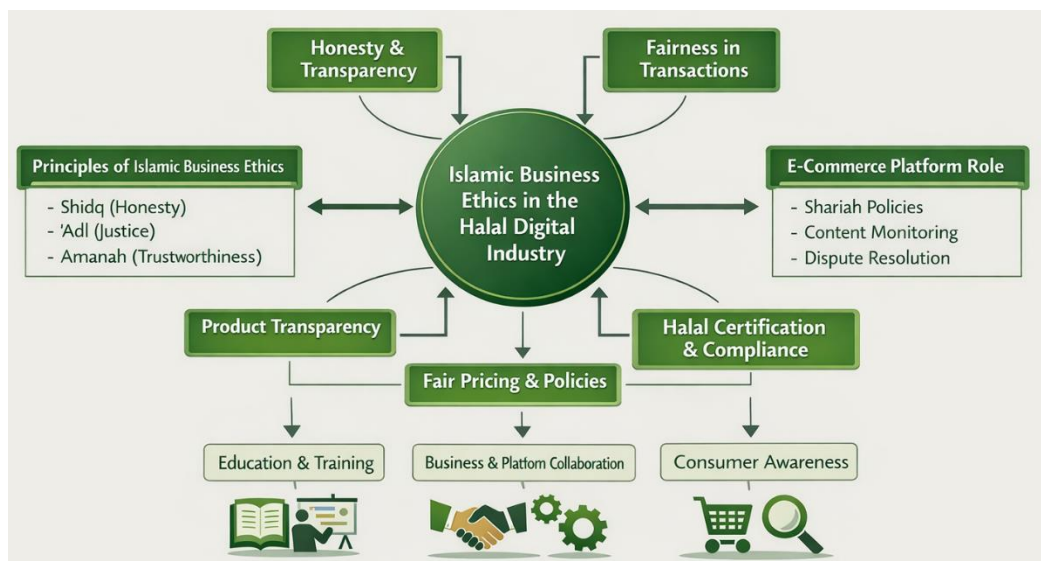 Honesty &
Transparency
Fairness in
Transactions
Principles of Islamic Business Ethics
- Shidq (Honesty)
- 'Adl (Justice)
- Amanah (Trustworthiness)
Islamic Business
Ethics in the
Halal Digital
Industry
E-Commerce Platform Role
- Shariah Policies
- Content Monitoring
- Dispute Resolution
Product Transparency
Halal Certification
& Compliance
Fair Pricing & Policies
Education & Training
Business & Platfom Collaboration
Consumer Awareness